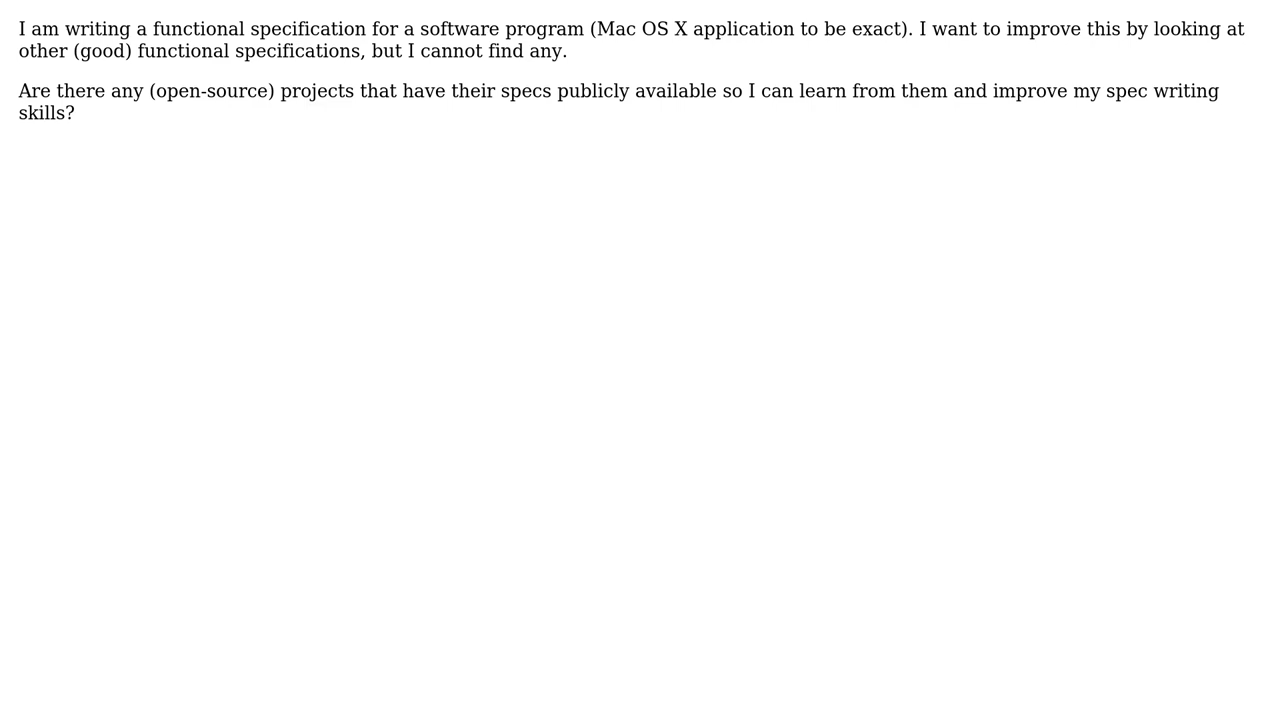 I am writing a functional specification for a software program (Mac OS X application to be exact). I want to improve this by looking at
other (good) functional specifications, but I cannot find any.
Are there any (open-source) projects that have their specs publicly available so I can learn from them and improve my spec writing
skills?